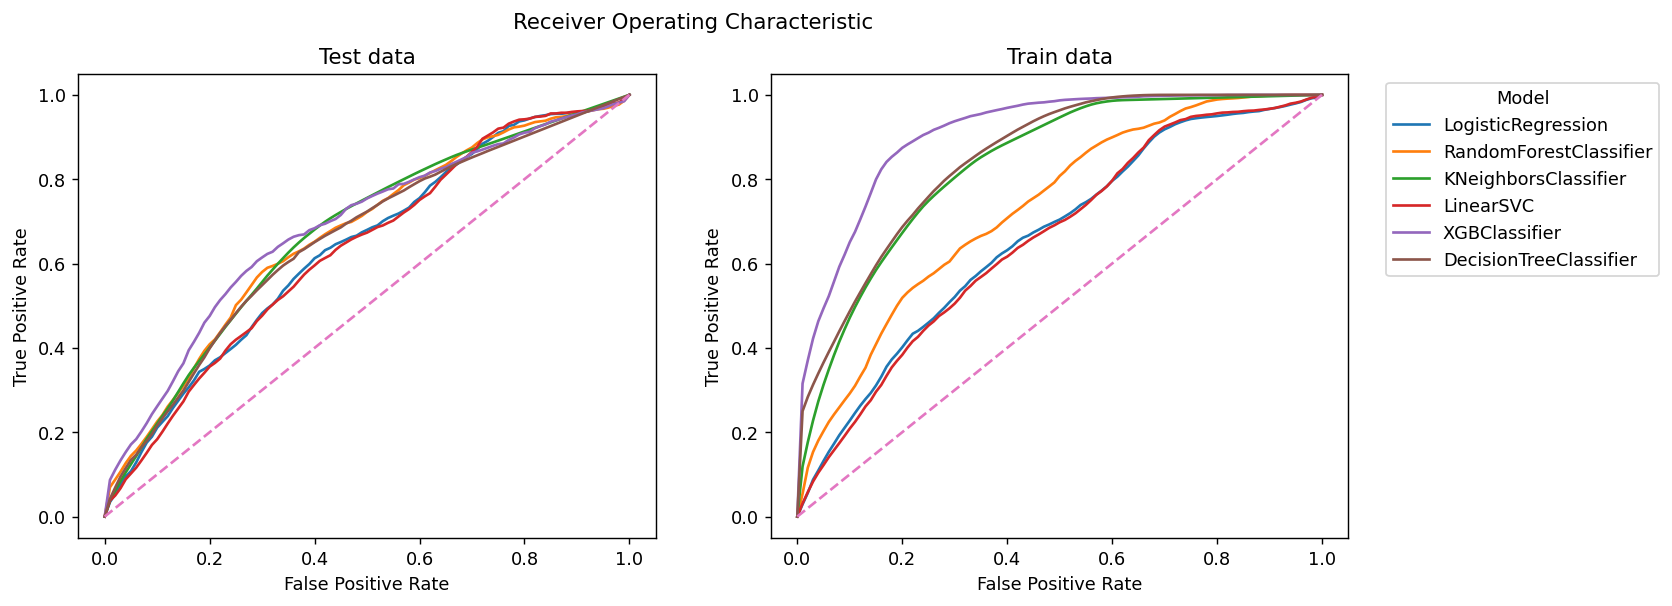 Receiver Operating Characteristic
Test data
1.0
0.8
0.6
0.4
0.2
0.0
True Positive Rate
0.0 0.2 0.4 0.6 0.8 1.0
False Positive Rate
Train data
1.0
0.8
0.6
0.4
0.2
0.0
True Positive Rate
0.0 0.2 0.4 0.6 0.8 1.0
False Positive Rate
Model
LogisticRegression
RandomForestClassifier
KNeighborsClassifier
LinearSVC
XGBClassifier
DecisionTreeClassifier